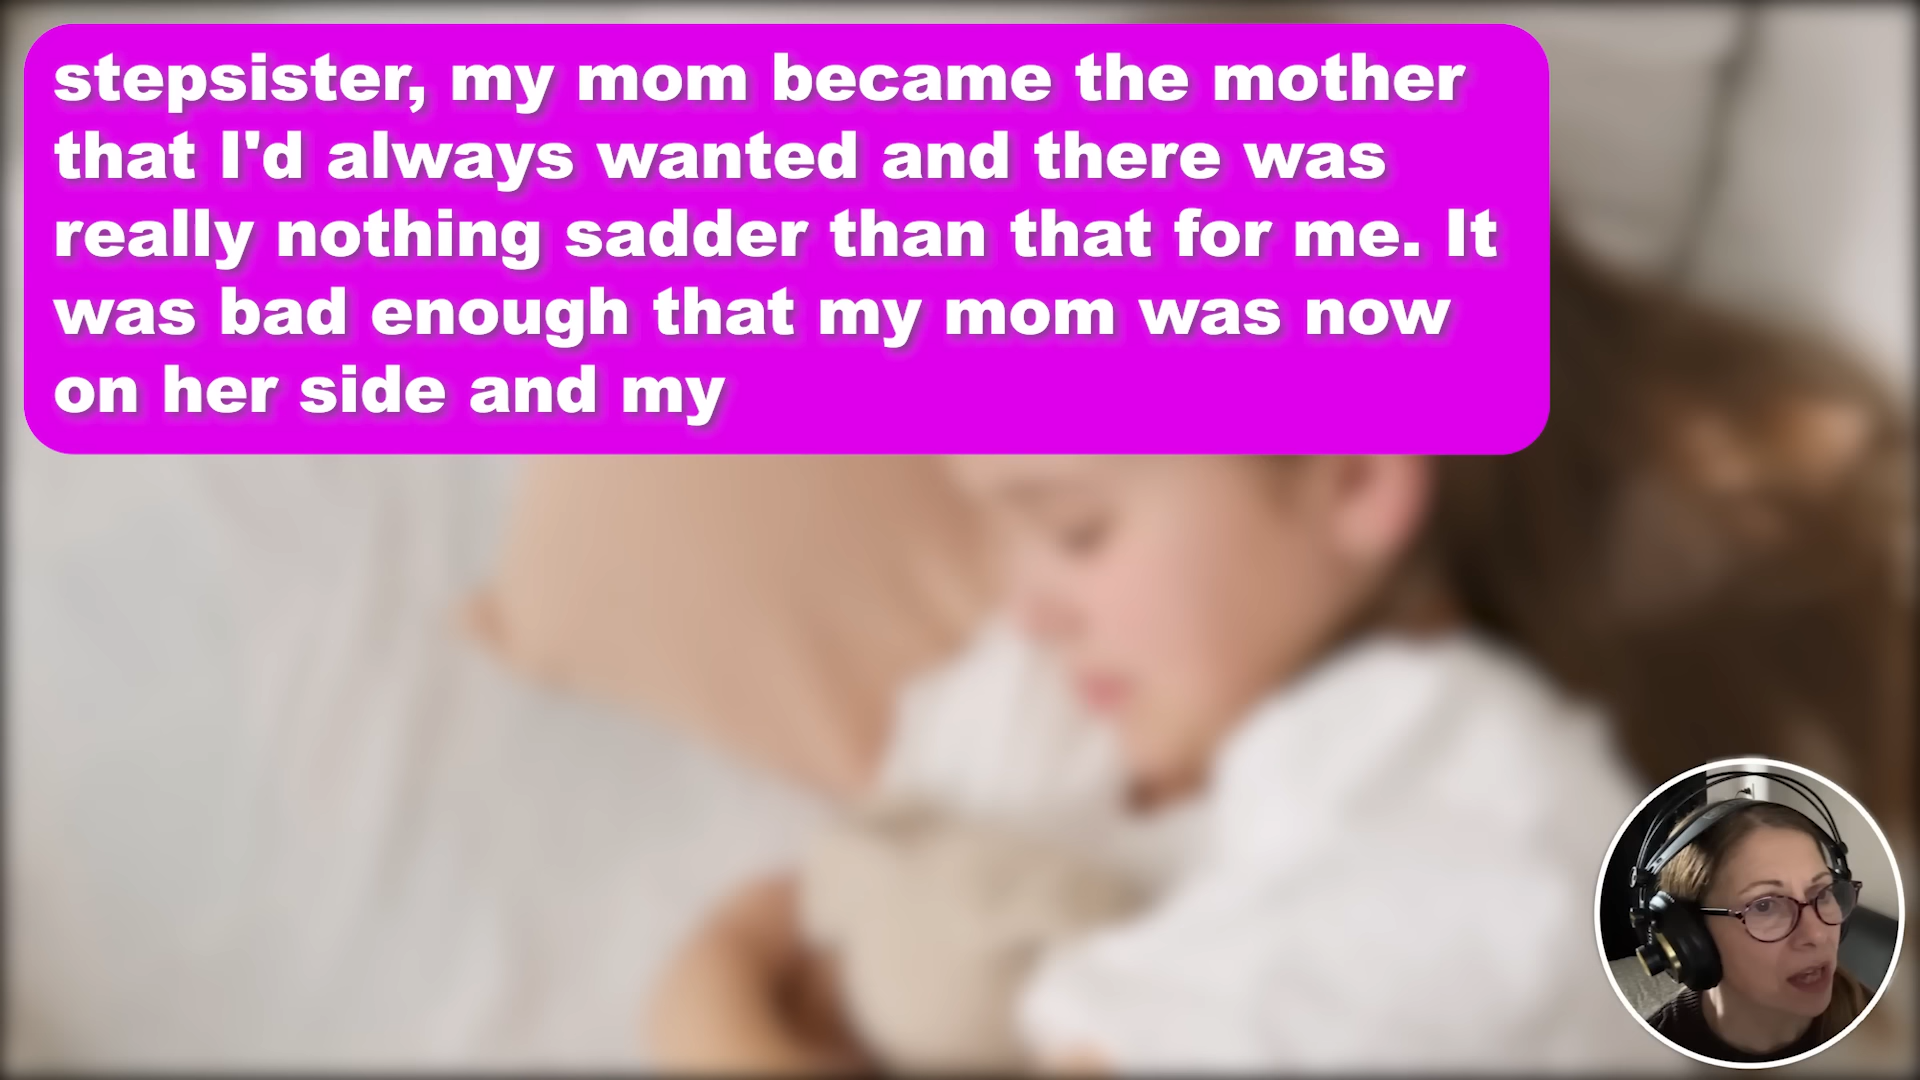 stepsister, my mom became the mother
that I'd always wanted and there was
really nothing sadder than that for me. It
was bad enough that my mom was now
on her side and my